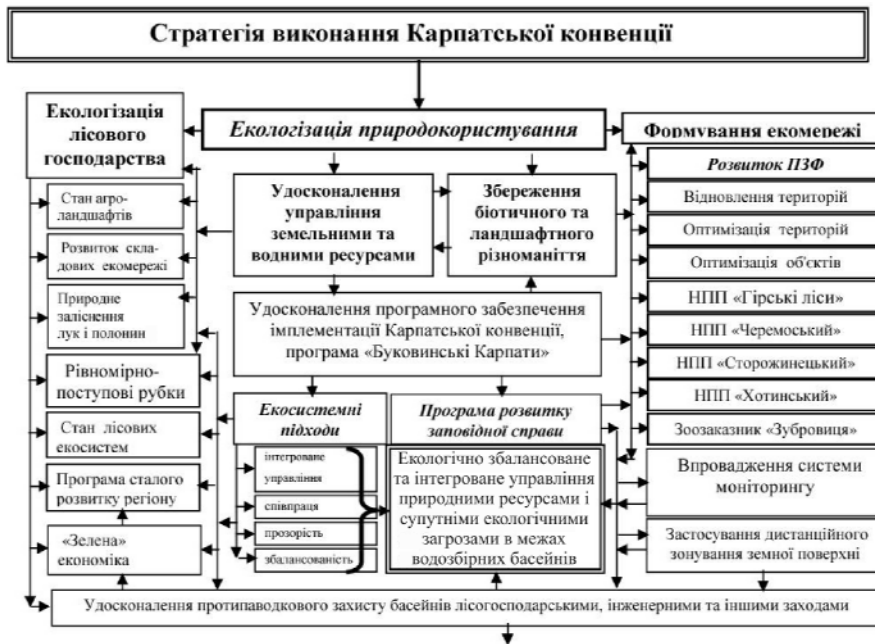 Стратегія виконання Карпатської конвенції
Екологізація
лісового
господарства
Екологізація природокористування
Формування екомережі
Стан агро-
ландшафтів
Розвиток скла-
дових екомережі
Природне
заліснення
лук і полонин
Рівномірно-
поступові рубки
Стан лісових
екосистем
Програма сталого
розвитку регіону
«Зелена»
економіка
Удосконалення
управління
земельними та
водними ресурсами
Збереження
біотичного та
ландшафтного
різноманіття
Удосконалення програмного забезпечення
імплементації Карпатської конвенції,
програма «Буковинські Карпати»
Екосистемні
підходи
інтегроване
управління
співпраця
прозорість
збалансованість
Програма розвитку
заповідної справи
Екологічно збалансоване
та інтегроване управління
природними ресурсами і
супутніми екологічними
загрозами в межах
водозбірних басейнів
Розвиток ПЗФ
Відновлення територій
Оптимізація територій
Оптимізація об'єктів
НПП «Гірські ліси»
НПП «Черемоський»
НПП «Сторожинецький»
НПП «Хотинський»
Зоозаказник «Зубровиця»
Впровадження системи
моніторингу
Застосування дистанційного
зонування земної поверхні
Удосконалення протипаводкового захисту басейнів лісогосподарськими, інженерними та іншими заходами